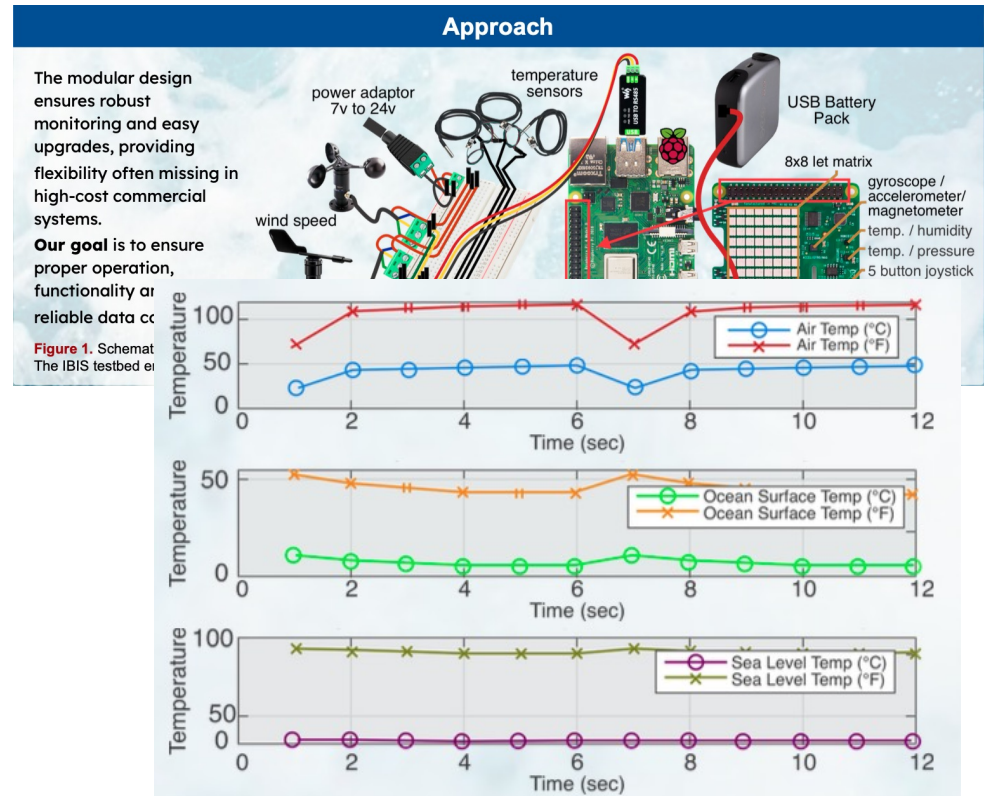 Approach
The modular design
ensures robust
monitoring and easy
upgrades, providing
flexibility often missing in
high-cost commercial
systems.
Our goal is to ensure
proper operation,
functionality
reliable data
Figure 1.
The IBIS testbed
power adaptor
7v to 24v
wind speed
temperature
sensors
USB TO RS485
USB
HDMI
USB Battery
Pack
8x8 let matrix
gyroscope /
accelerometer/
magnetometer
temp. / humidity
temp. / pressure
5 button joystick
Temperature
100
50
0
0 2 4 6 8 10 12
Time (sec)
Air Temp (°C)
Air Temp (°F)
Temperature
50
0
0 2 4 6 8 10 12
Time (sec)
Ocean Surface Temp (°C)
Ocean Surface Temp (°F)
Temperature
100
50
0
0 2 4 6 8 10 12
Time (sec)
Sea Level Temp (°C)
Sea Level Temp (°F)